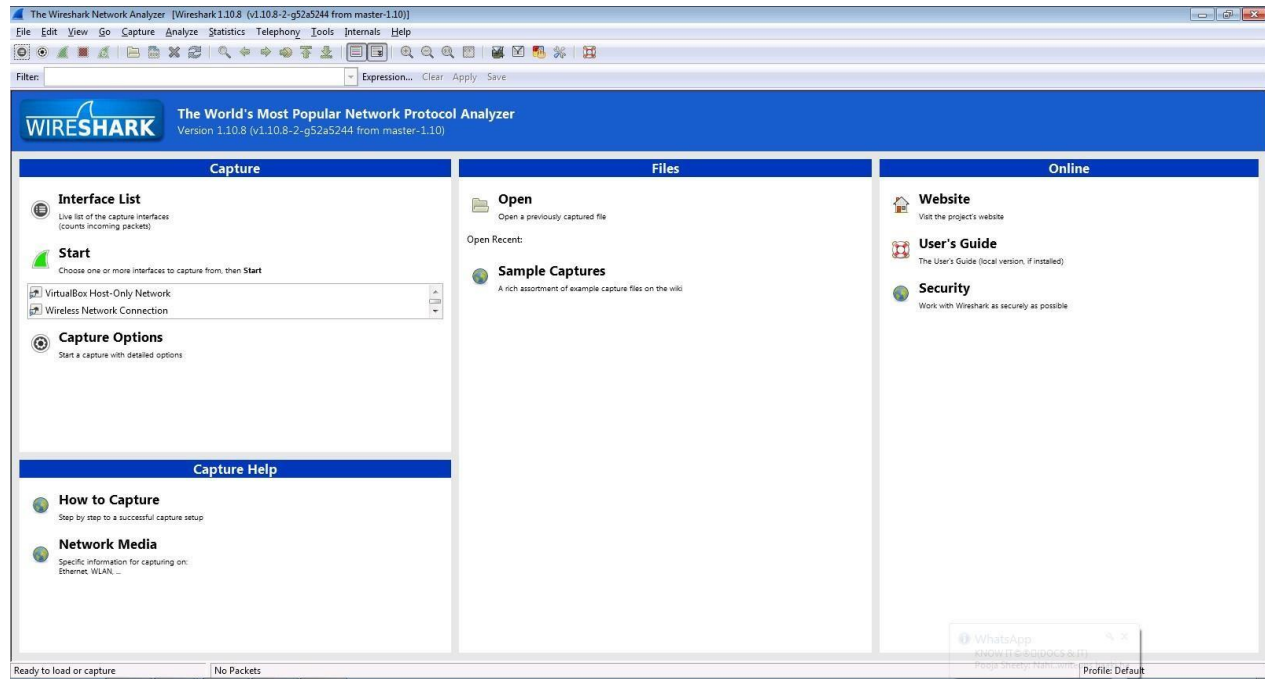 The Wireshark Network Analyzer [Wireshark 1.10.8 (v1.10.8-2-g52a5244 from master-1.10)]
File Edit View Go Capture Analyze Statistics Telephony Tools Internals Help
Filter: Expression... Clear Apply Save
WIRESHARK
The World's Most Popular Network Protocol Analyzer
Version 1.10.8 (v1.10.8-2-g52a5244 from master-1.10)
Capture
Interface List
Live list of the capture interfaces
(counts incoming packets)
Start
Choose one or more interfaces to capture from, then Start
VirtualBox Host-Only Network
Wireless Network Connection
Capture Options
Start a capture with detailed options
Capture Help
How to Capture
Step by step to a successful capture setup
Network Media
Specific information for capturing on:
Ethernet, WLAN, ...
Files
Open
Open a previously captured file
Open Recent:
Sample Captures
A rich assortment of example capture files on the wiki
Online
Website
Visit the project's website
User's Guide
The User's Guide (local version, if installed)
Security
Work with Wireshark as securely as possible
WhatsApp
KNOW IT
Pooja Shetty:
Ready to load or capture
No Packets
Profile: Default